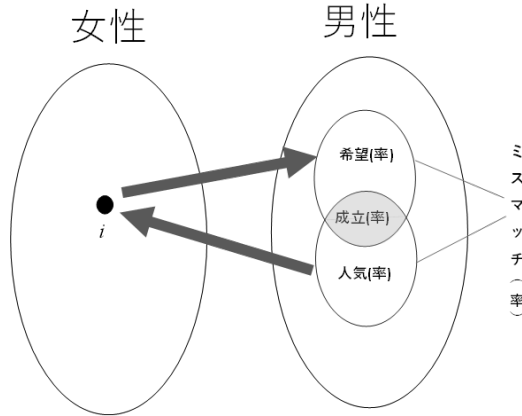 女性
男性
希望(率)
成立(率)
人気(率)
i
ミスマッチ(率)